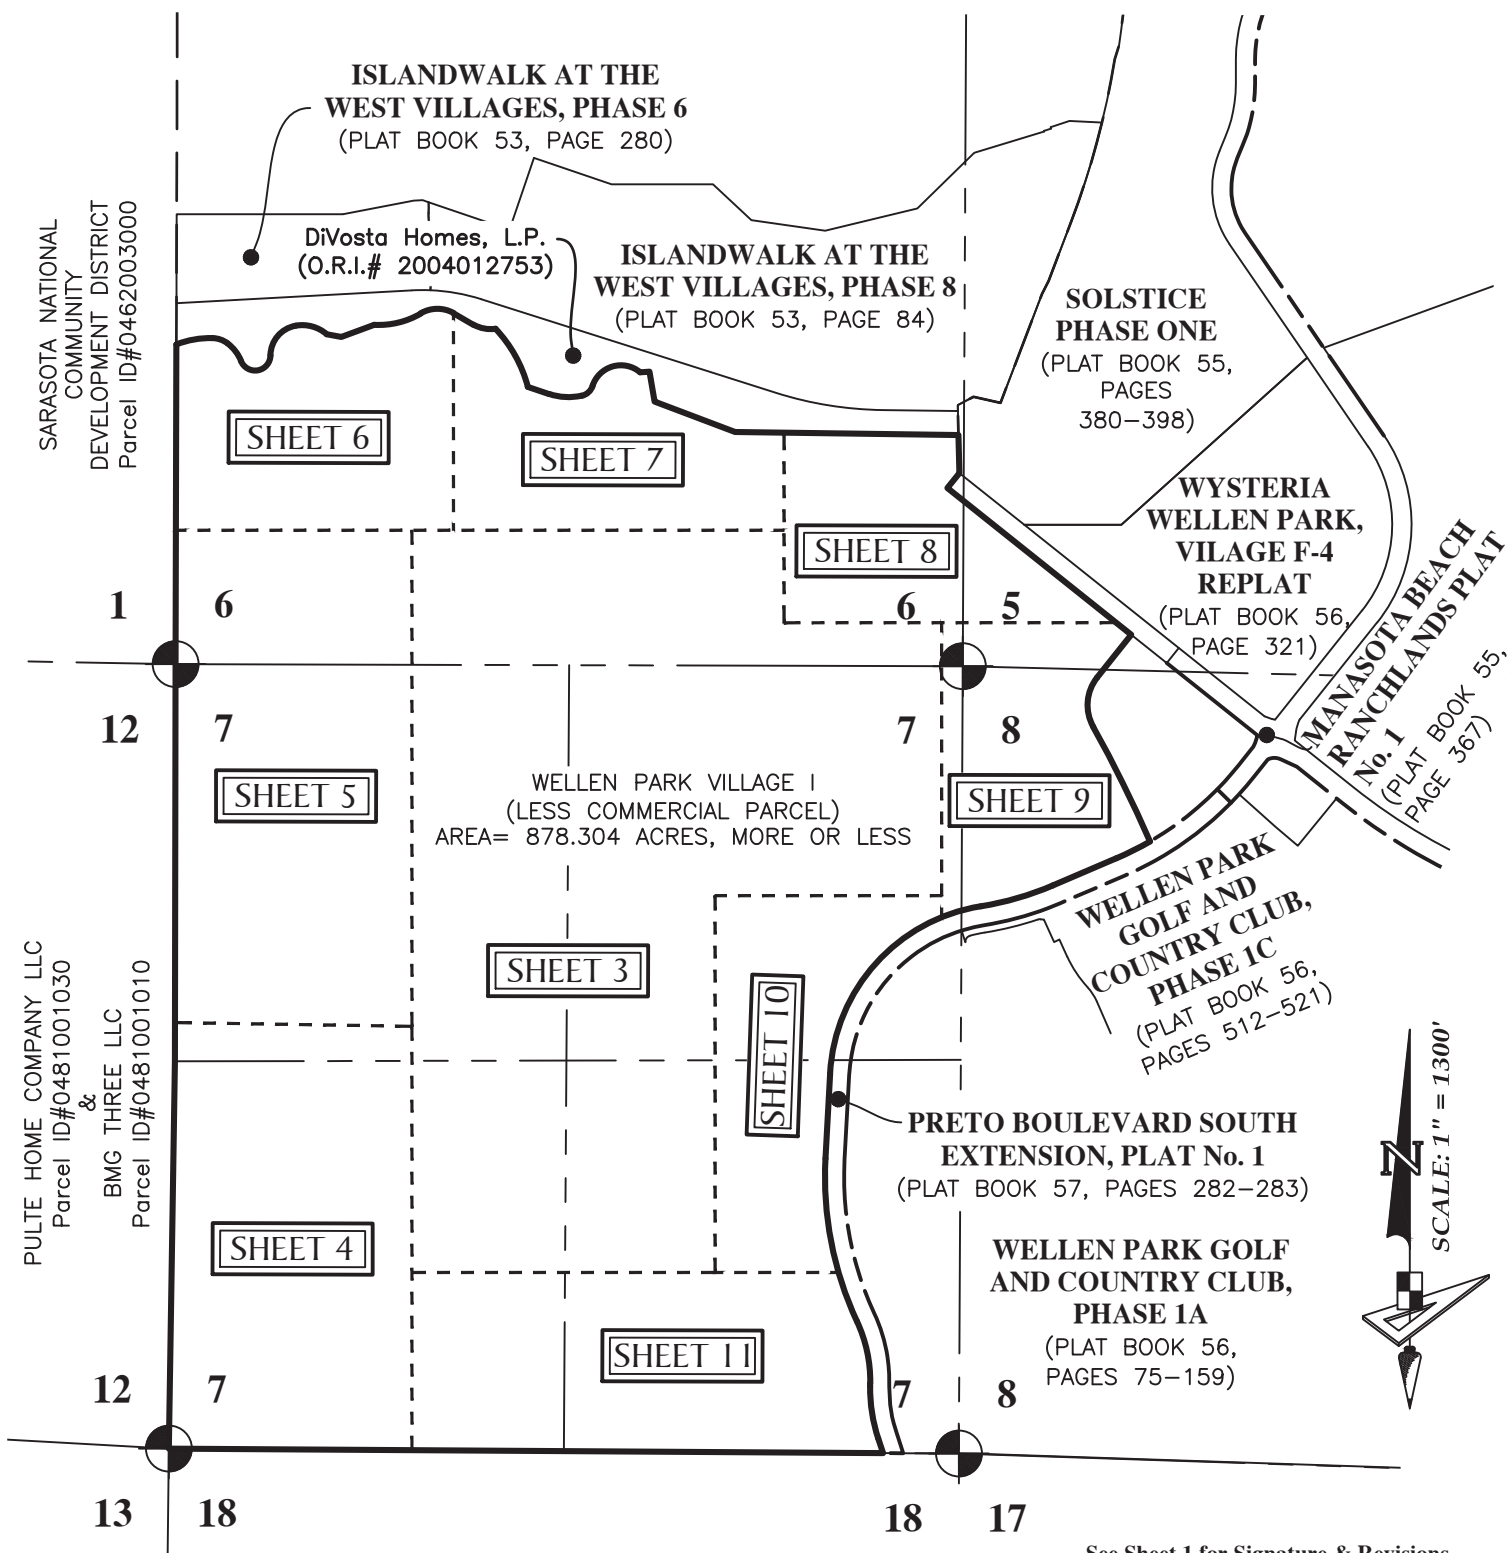 ISLANDWALK AT THE
WEST VILLAGES, PHASE 6
(PLAT BOOK 53, PAGE 280)
DiVosta Homes, L.P.
(O.R.I.# 2004012753)
ISLANDWALK AT THE
WEST VILLAGES, PHASE 8
(PLAT BOOK 53, PAGE 84)
SARASOTA NATIONAL
COMMUNITY
DEVELOPMENT DISTRICT
Parcel ID#0462003000
SOLSTICE
PHASE ONE
(PLAT BOOK 55,
PAGES
380-398)
SHEET 6
SHEET 7
SHEET 8
WYSTERIA
WELLEN PARK,
VILAGE F-4
REPLAT
(PLAT BOOK 56,
PAGE 321)
MANASOTA BEACH
RANCHLANDS PLAT
No. 1
(PLAT BOOK 55,
PAGE 367)
1 6
6 5
12 7
7 8
SHEET 5
WELLEN PARK VILLAGE I
(LESS COMMERCIAL PARCEL)
AREA= 878.304 ACRES, MORE OR LESS
SHEET 9
WELLEN PARK
GOLF AND
COUNTRY CLUB,
PHASE 1C
(PLAT BOOK 56,
PAGES 512-521)
SHEET 3
SHEET 10
PULTE HOME COMPANY LLC
Parcel ID#0481001030
&
BMG THREE LLC
Parcel ID#0481001010
PRETO BOULEVARD SOUTH
EXTENSION, PLAT No. 1
(PLAT BOOK 57, PAGES 282-283)
N
SCALE: 1" = 1300'
SHEET 4
WELLEN PARK GOLF
AND COUNTRY CLUB,
PHASE 1A
(PLAT BOOK 56,
PAGES 75-159)
SHEET 11
12 7
7 8
13 18
18 17
See Sheet 1 for Signature & Revisions